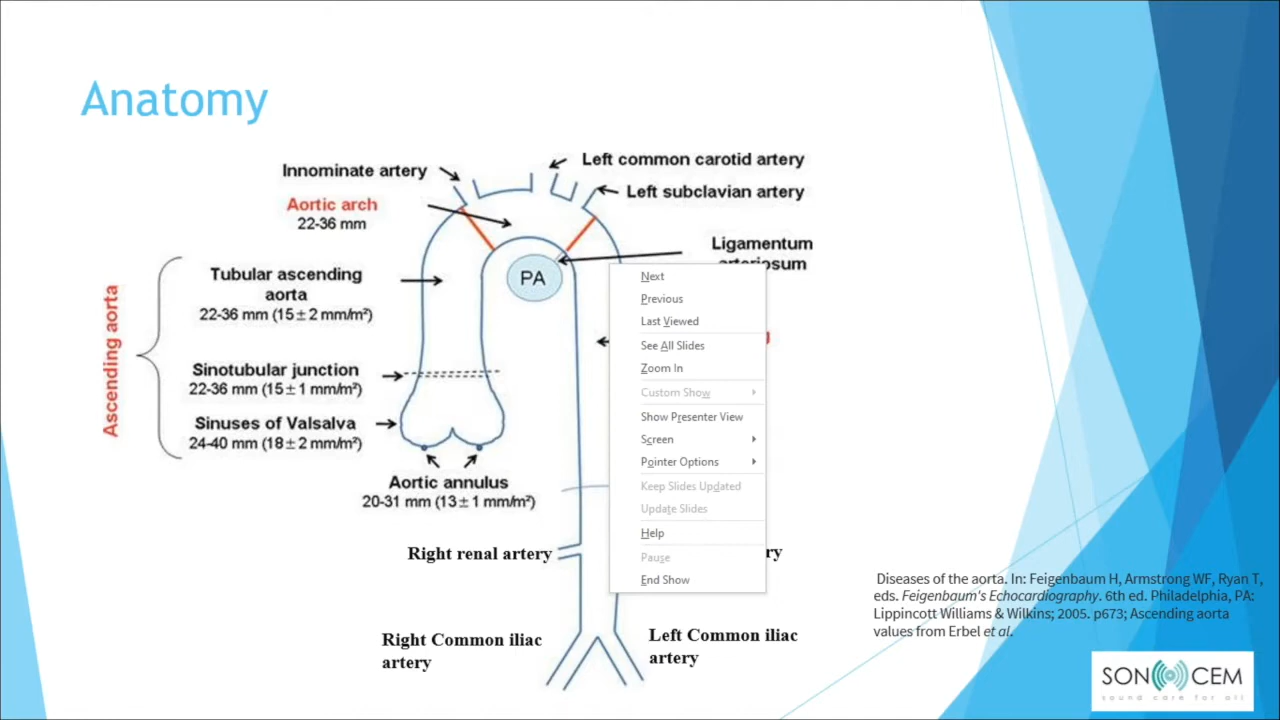 Anatomy
Innominate artery
Left common carotid artery
Left subclavian artery
Aortic arch
22-36 mm
Ligamentum
arteriosum
PA
Tubular ascending
aorta
22-36 mm (15±2 mm/m²)
Ascending aorta
Sinotubular junction
22-36 mm (15±1 mm/m²)
Sinuses of Valsalva
24-40 mm (18±2 mm/m²)
Aortic annulus
20-31 mm (13±1 mm/m²)
Right renal artery
ry
Right Common iliac
artery
Left Common iliac
artery
Next
Previous
Last Viewed
See All Slides
Zoom In
Custom Show
Show Presenter View
Screen
Pointer Options
Keep Slides Updated
Update Slides
Help
Pause
End Show
Diseases of the aorta. In: Feigenbaum H, Armstrong WF, Ryan T,
eds. Feigenbaum's Echocardiography. 6th ed. Philadelphia, PA:
Lippincott Williams & Wilkins; 2005. p673; Ascending aorta
values from Erbel et al.
SON CEM
sound care for all